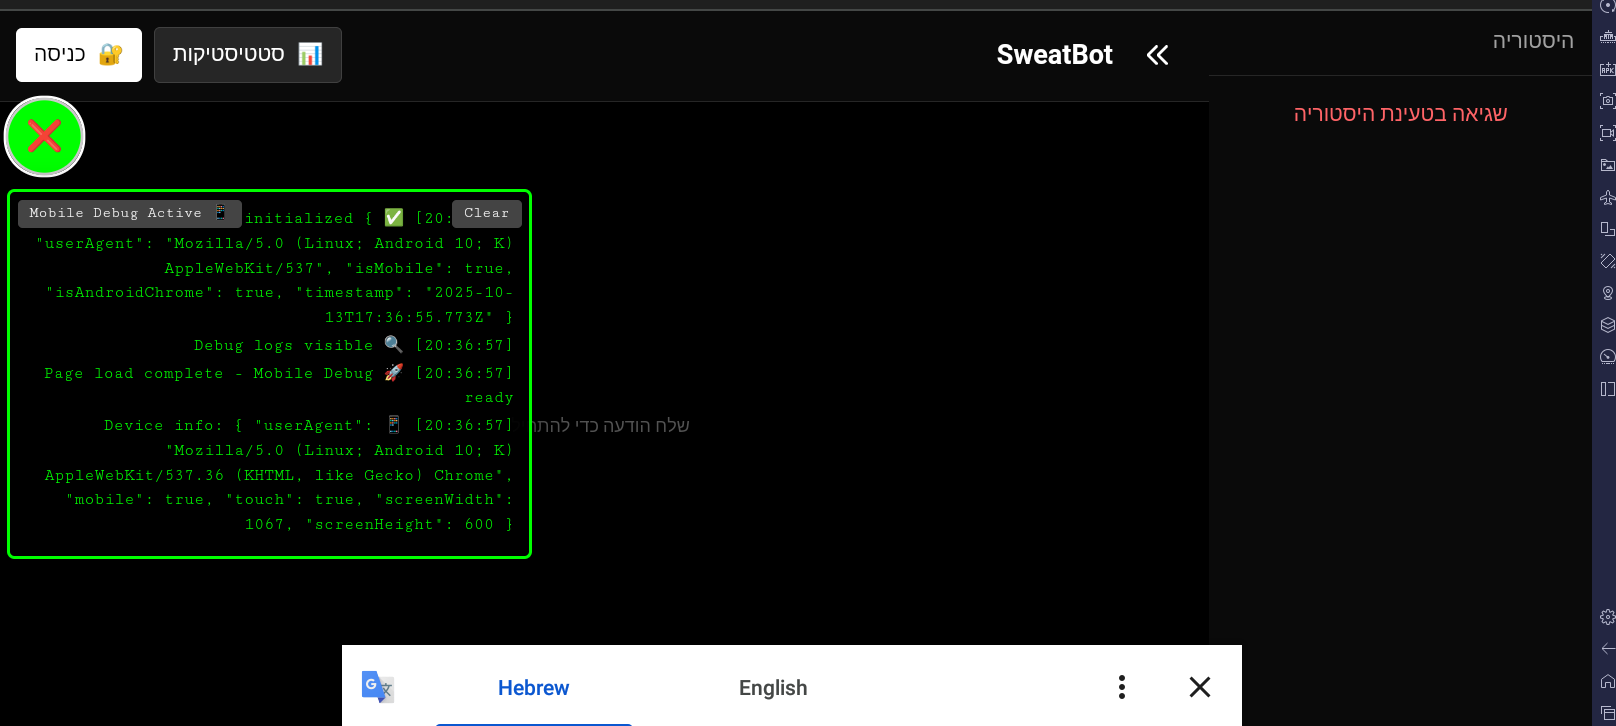 היסטוריה
שגיאה בטעינת היסטוריה
SweatBot
📊 סטטיסטיקות
🔐 כניסה
Mobile Debug Active 📱
Clear
initialized { ✅ [20:
"userAgent": "Mozilla/5.0 (Linux; Android 10; K)
AppleWebKit/537", "isMobile": true,
"isAndroidChrome": true, "timestamp": "2025-10-
13T17:36:55.773Z" }
Debug logs visible 🔍 [20:36:57]
Page load complete - Mobile Debug 🚀 [20:36:57]
ready
Device info: { "userAgent": 📱 [20:36:57]
"Mozilla/5.0 (Linux; Android 10; K)
AppleWebKit/537.36 (KHTML, like Gecko) Chrome",
"mobile": true, "touch": true, "screenWidth":
1067, "screenHeight": 600 }
שלח הודעה כדי להתח
Hebrew
English